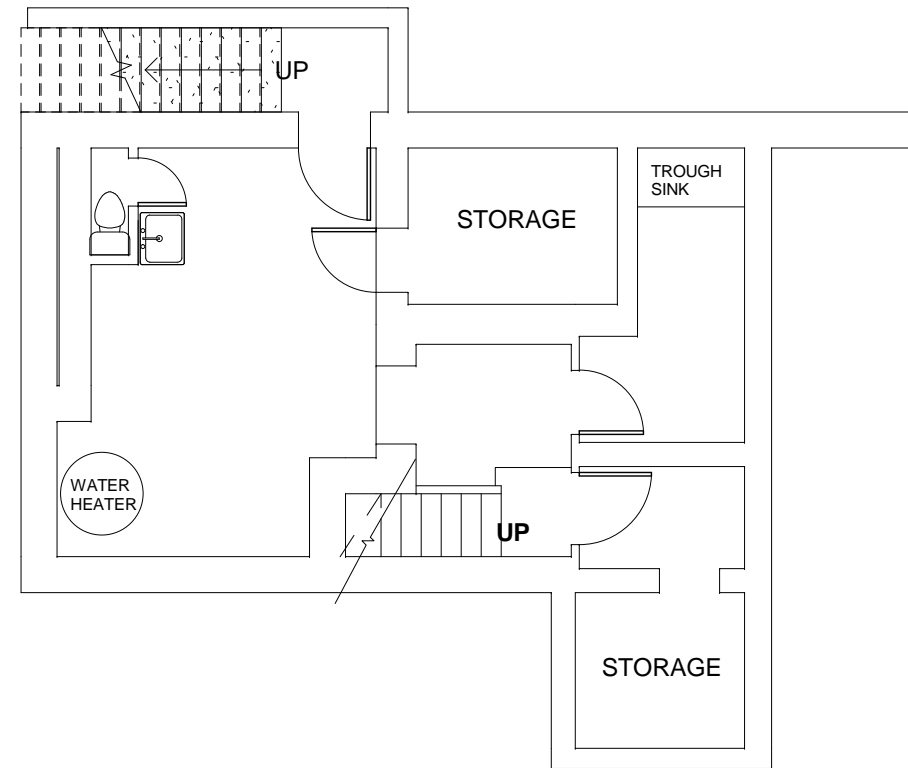 UP
TROUGH
SINK
STORAGE
WATER
HEATER
UP
STORAGE